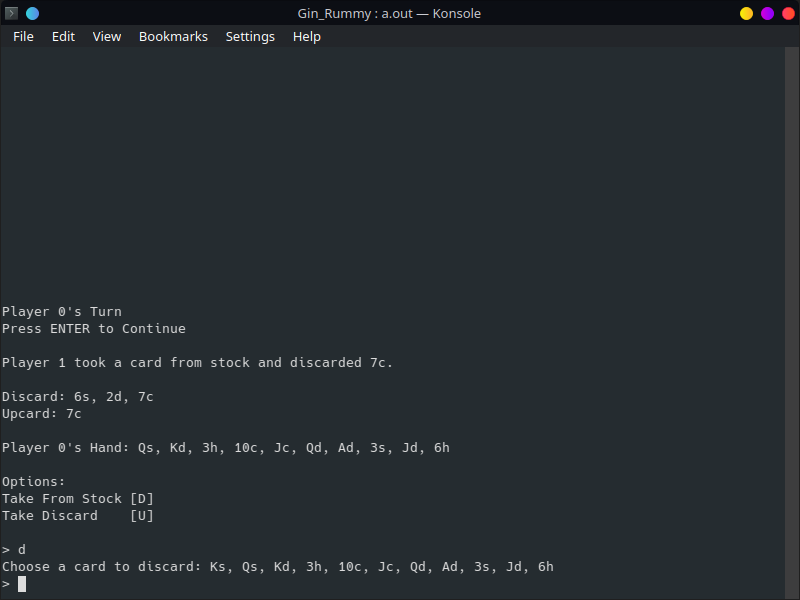 Gin_Rummy : a.out — Konsole
File Edit View Bookmarks Settings Help
Player 0's Turn
Press ENTER to Continue
Player 1 took a card from stock and discarded 7c.
Discard: 6s, 2d, 7c
Upcard: 7c
Player 0's Hand: Qs, Kd, 3h, 10c, Jc, Qd, Ad, 3s, Jd, 6h
Options:
Take From Stock [D]
Take Discard    [U]
> d
Choose a card to discard: Ks, Qs, Kd, 3h, 10c, Jc, Qd, Ad, 3s, Jd, 6h
>